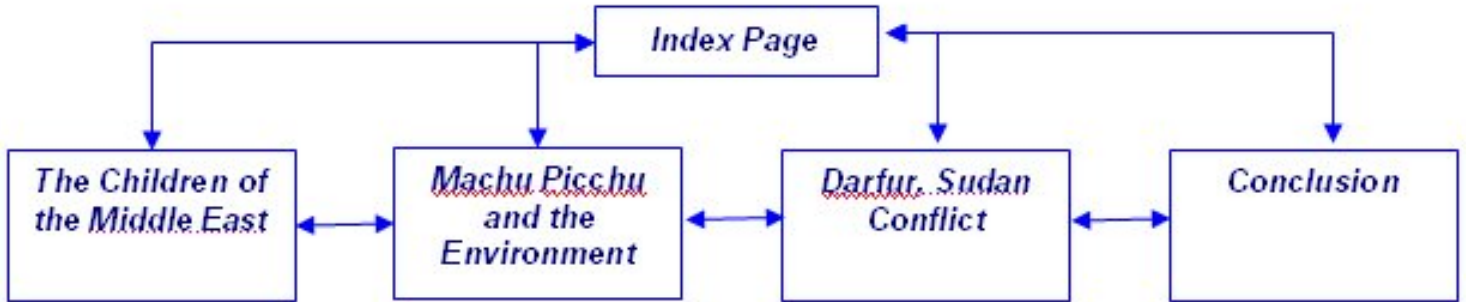 Index Page
The Children of
the Middle East
Machu Picchu
and the
Environment
Darfur, Sudan
Conflict
Conclusion